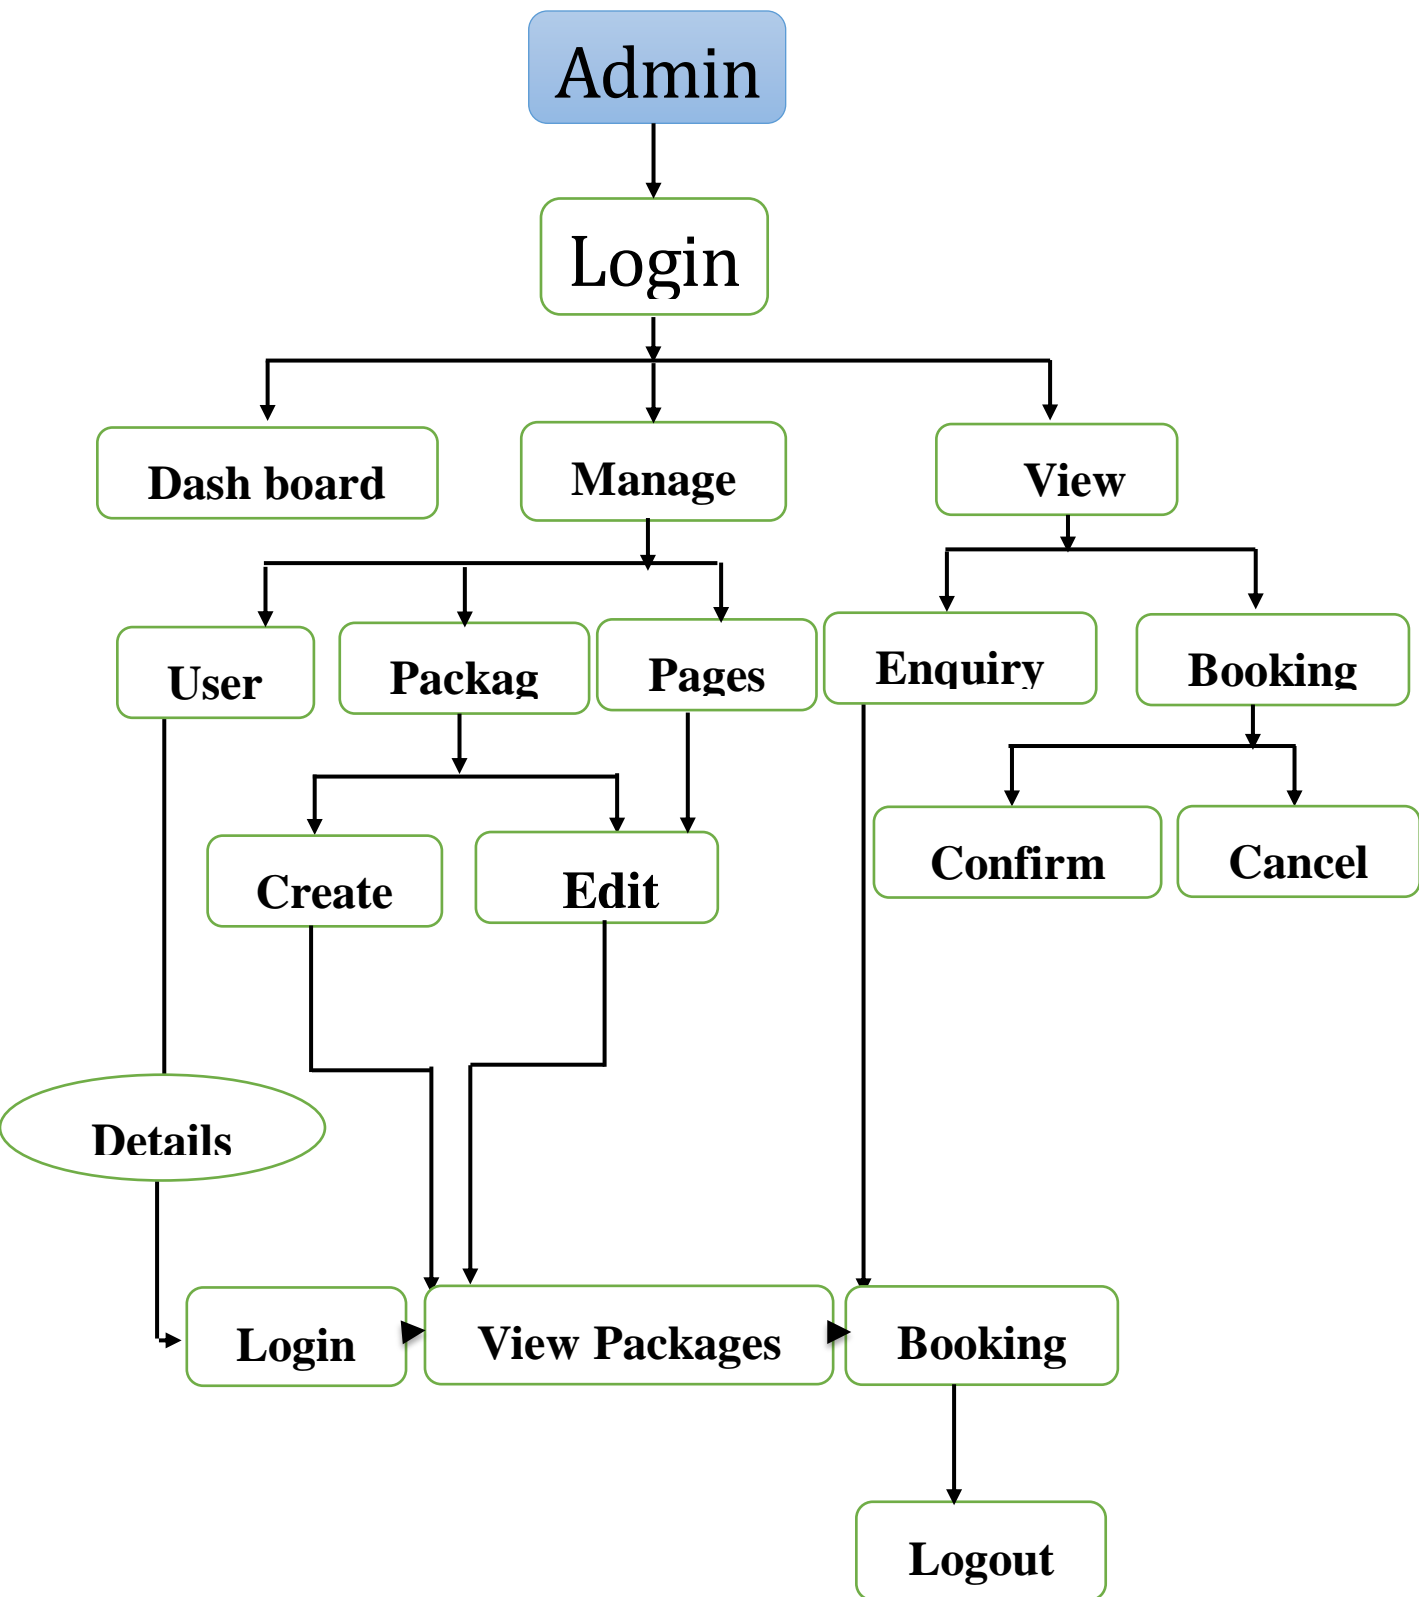 Admin
Login
Dash board
Manage
View
User
Packag
Pages
Enquiry
Booking
Create
Edit
Confirm
Cancel
Details
Login
View Packages
Booking
Logout